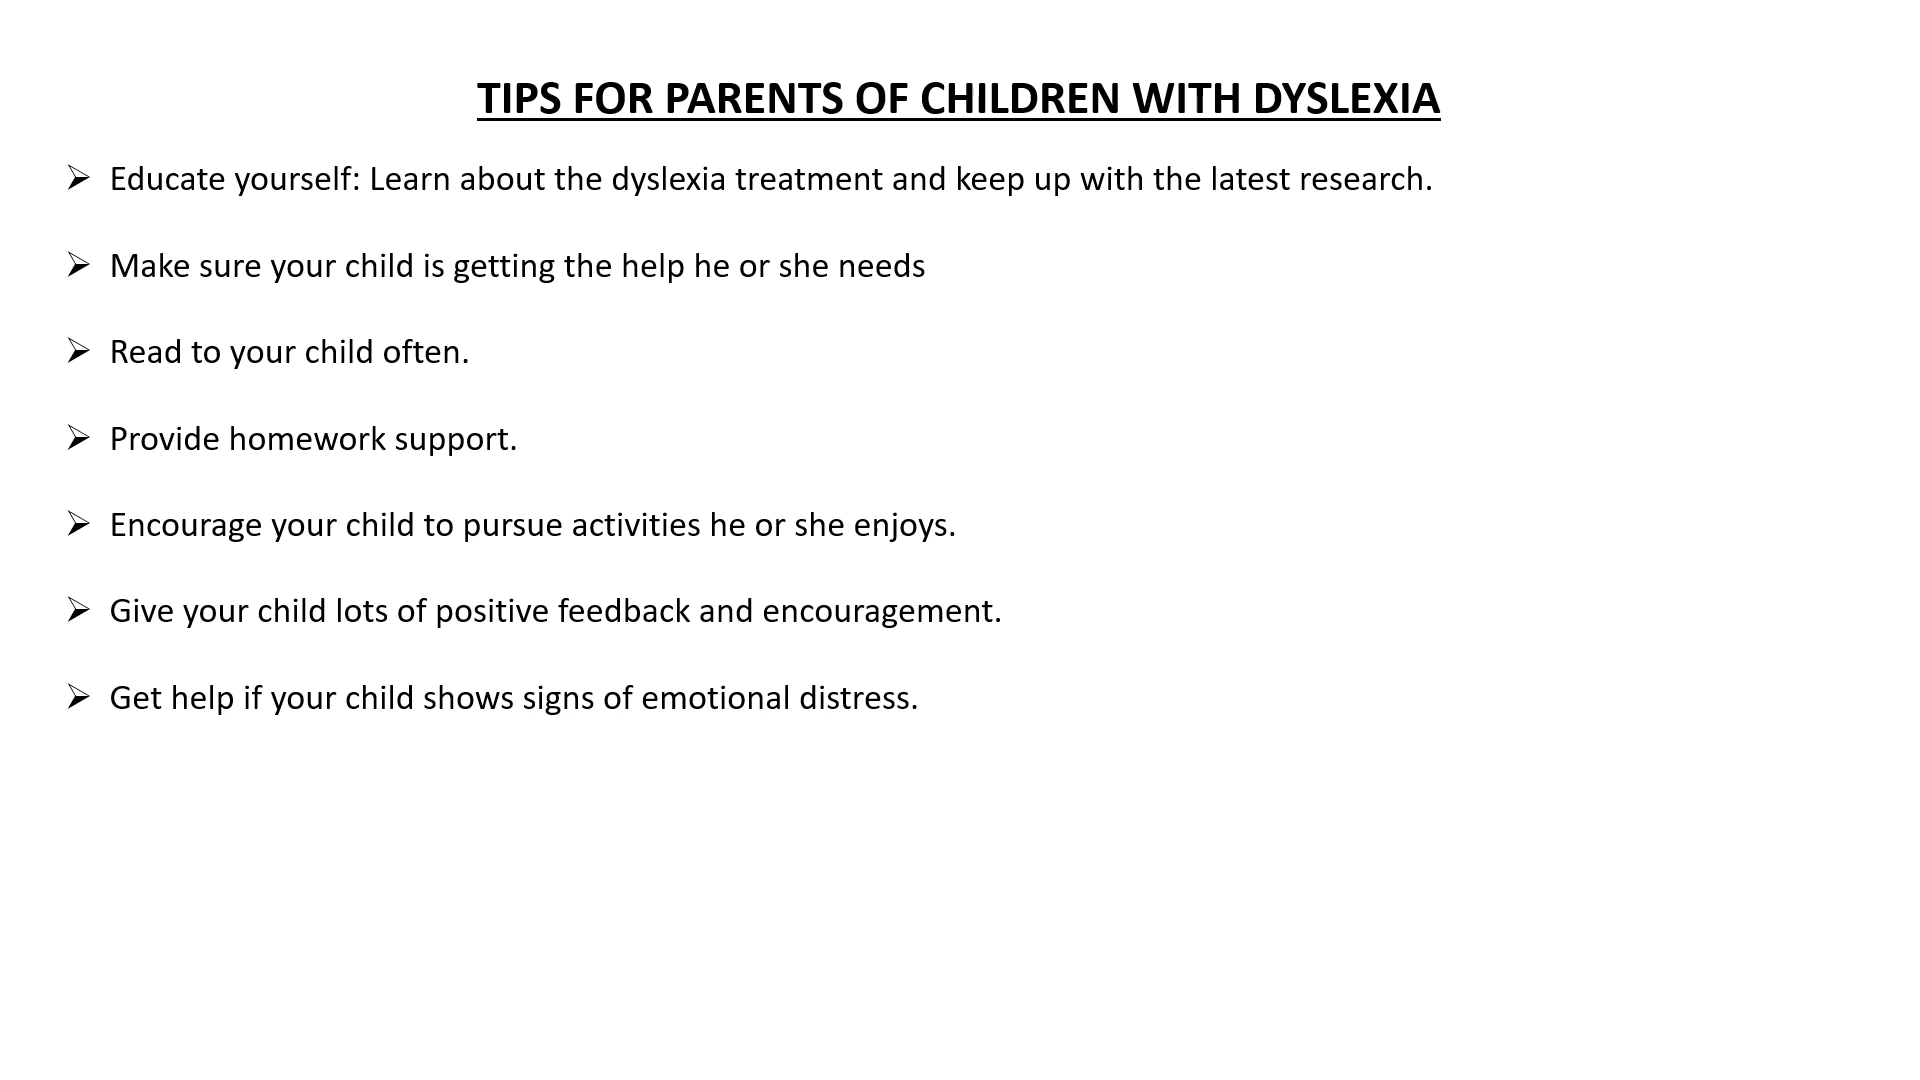 TIPS FOR PARENTS OF CHILDREN WITH DYSLEXIA
➢ Educate yourself: Learn about the dyslexia treatment and keep up with the latest research.
➢ Make sure your child is getting the help he or she needs
➢ Read to your child often.
➢ Provide homework support.
➢ Encourage your child to pursue activities he or she enjoys.
➢ Give your child lots of positive feedback and encouragement.
➢ Get help if your child shows signs of emotional distress.